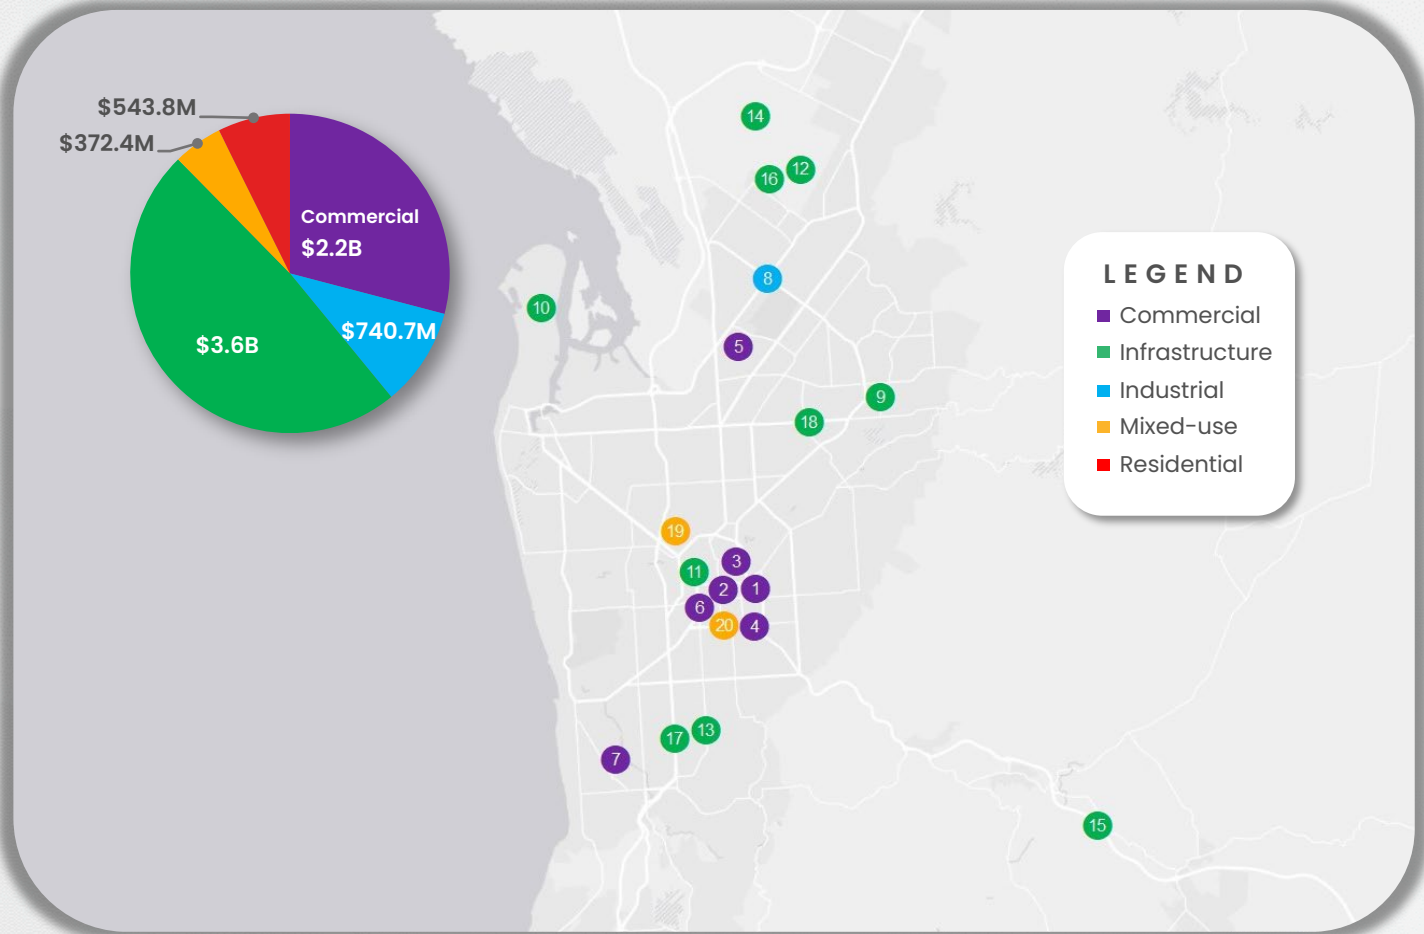 $543.8M
$372.4M
Commercial
$2.2B
$740.7M
$3.6B
14
12
16
8
10
5
9
18
19
3
11
2
1
6
20
4
13
17
7
15
LEGEND
Commercial
Infrastructure
Industrial
Mixed-use
Residential